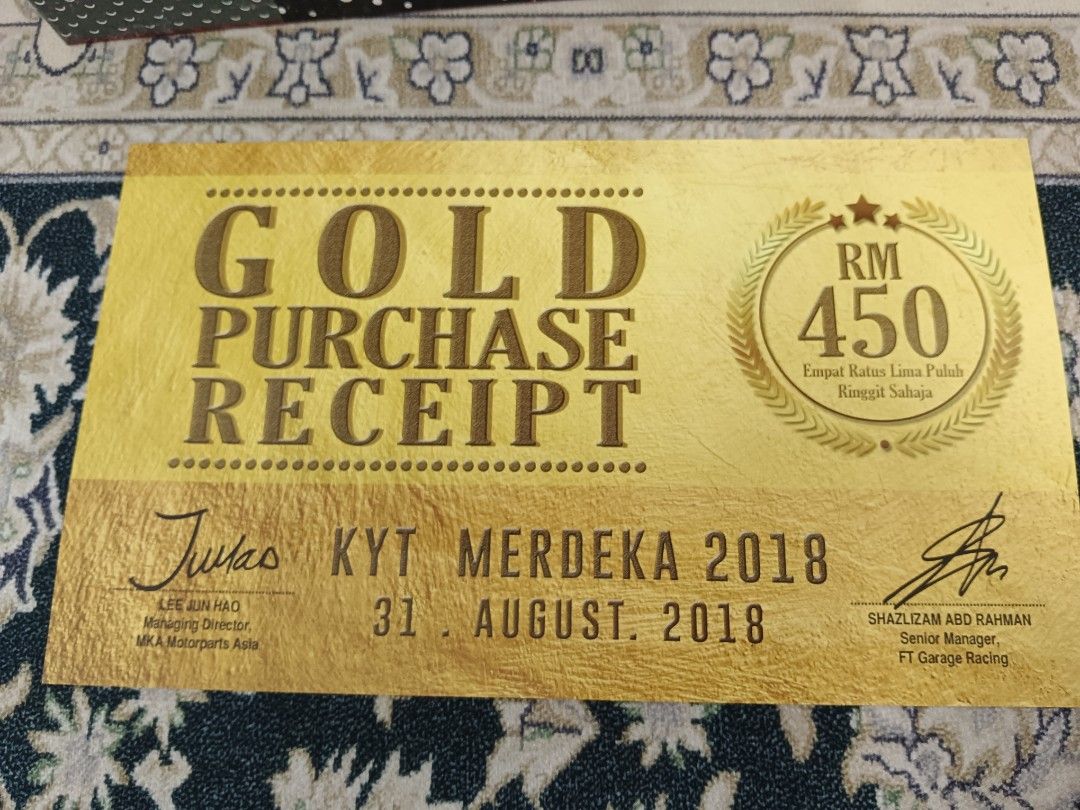 GOLD
PURCHASE
RECEIPT
RM
450
Empat Ratus Lima Puluh
Ringgit Sahaja
KYT MERDEKA 2018
31 . AUGUST. 2018
LEE JUN HAO
Managing Director,
MKA Motorparts Asia
SHAZLIZAM ABD RAHMAN
Senior Manager,
FT Garage Racing